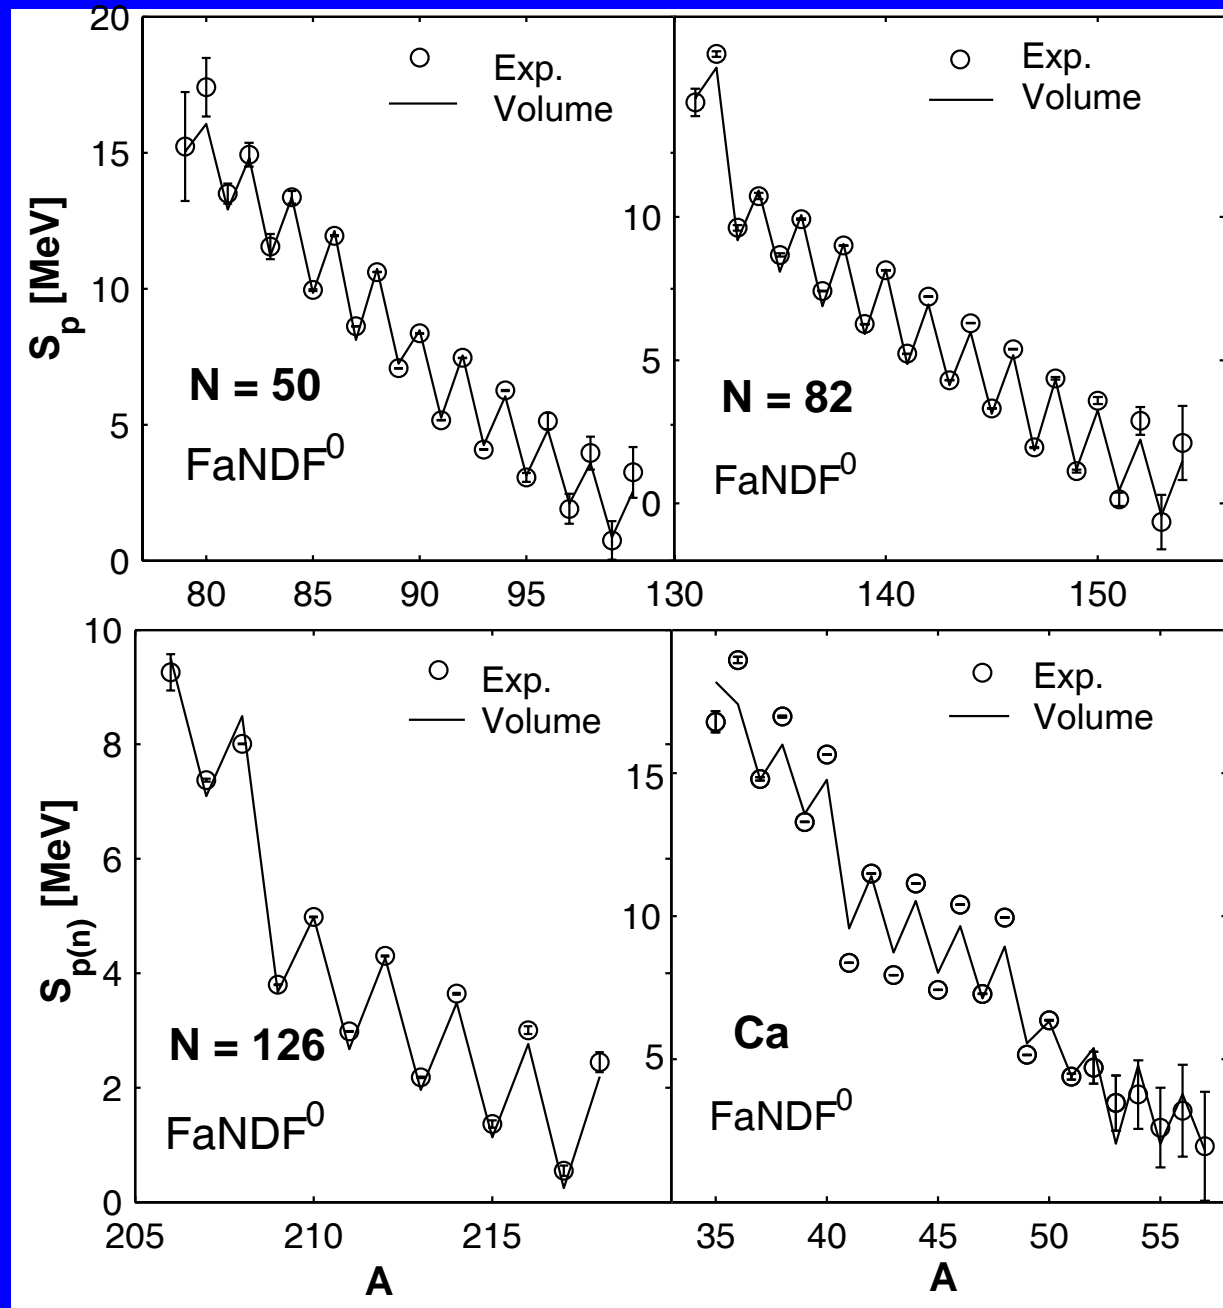 20
15
10
5
0
S_p [MeV]
Exp.
Volume
N = 50
FaNDF^0
80
85
90
95
10
5
0
Exp.
Volume
N = 82
FaNDF^0
130
140
150
10
8
6
4
2
0
S_p(n) [MeV]
Exp.
Volume
N = 126
FaNDF^0
205
210
215
A
15
10
5
Exp.
Volume
Ca
FaNDF^0
35
40
45
50
55
A